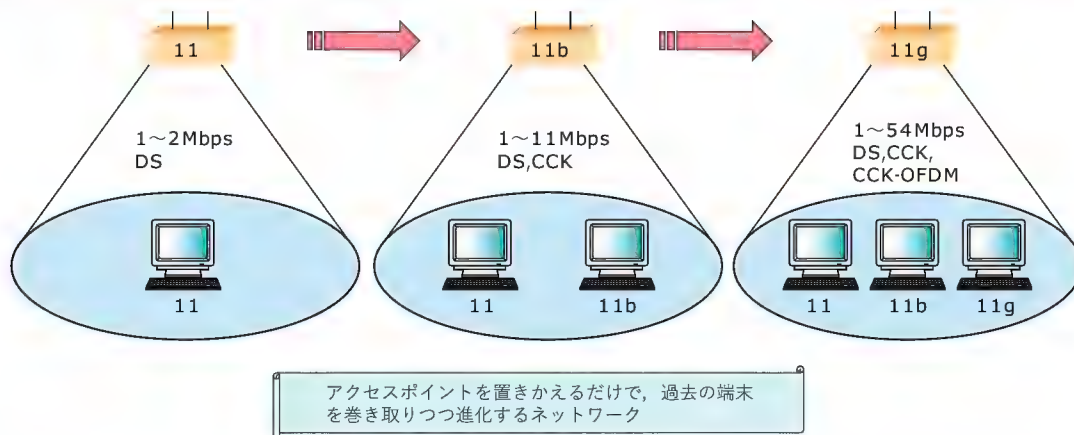 11
11b
11g
1～2Mbps
DS
1～11Mbps
DS,CCK
1～54Mbps
DS,CCK,
CCK-OFDM
11
11
11b
11
11b
11g
アクセスポイントを置きかえるだけで，過去の端末
を巻き取りつつ進化するネットワーク